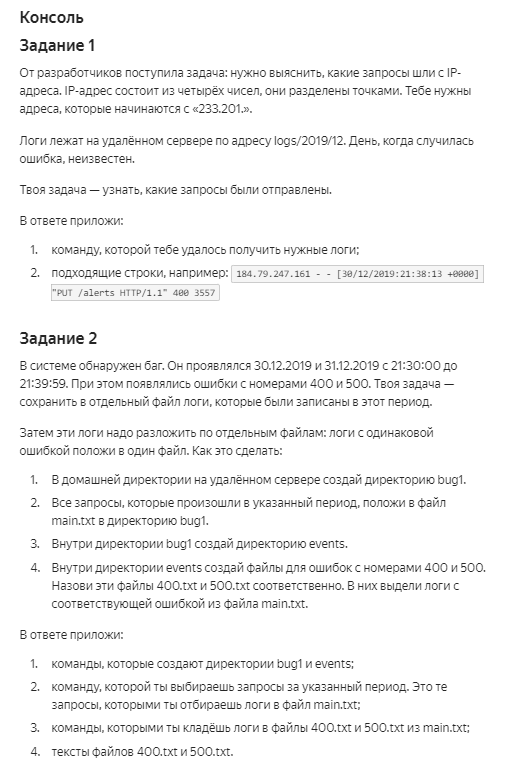 Консоль
Задание 1
От разработчиков поступила задача: нужно выяснить, какие запросы шли с IP-
адреса. IP-адрес состоит из четырёх чисел, они разделены точками. Тебе нужны
адреса, которые начинаются с «233.201.».
Логи лежат на удалённом сервере по адресу logs/2019/12. День, когда случилась
ошибка, неизвестен.
Твоя задача — узнать, какие запросы были отправлены.
В ответе приложи:
1. команду, которой тебе удалось получить нужные логи;
2. подходящие строки, например: 184.79.247.161 - - [30/12/2019:21:38:13 +0000]
"PUT /alerts HTTP/1.1" 400 3557
Задание 2
В системе обнаружен баг. Он проявлялся 30.12.2019 и 31.12.2019 с 21:30:00 до
21:39:59. При этом появлялись ошибки с номерами 400 и 500. Твоя задача —
сохранить в отдельный файл логи, которые были записаны в этот период.
Затем эти логи надо разложить по отдельным файлам: логи с одинаковой
ошибкой положи в один файл. Как это сделать:
1. В домашней директории на удалённом сервере создай директорию bug1.
2. Все запросы, которые произошли в указанный период, положи в файл
main.txt в директорию bug1.
3. Внутри директории bug1 создай директорию events.
4. Внутри директории events создай файлы для ошибок с номерами 400 и 500.
Назови эти файлы 400.txt и 500.txt соответственно. В них выдели логи с
соответствующей ошибкой из файла main.txt.
В ответе приложи:
1. команды, которые создают директории bug1 и events;
2. команду, которой ты выбираешь запросы за указанный период. Это те
запросы, которыми ты отбираешь логи в файл main.txt;
3. команды, которыми ты кладёшь логи в файлы 400.txt и 500.txt из main.txt;
4. тексты файлов 400.txt и 500.txt.